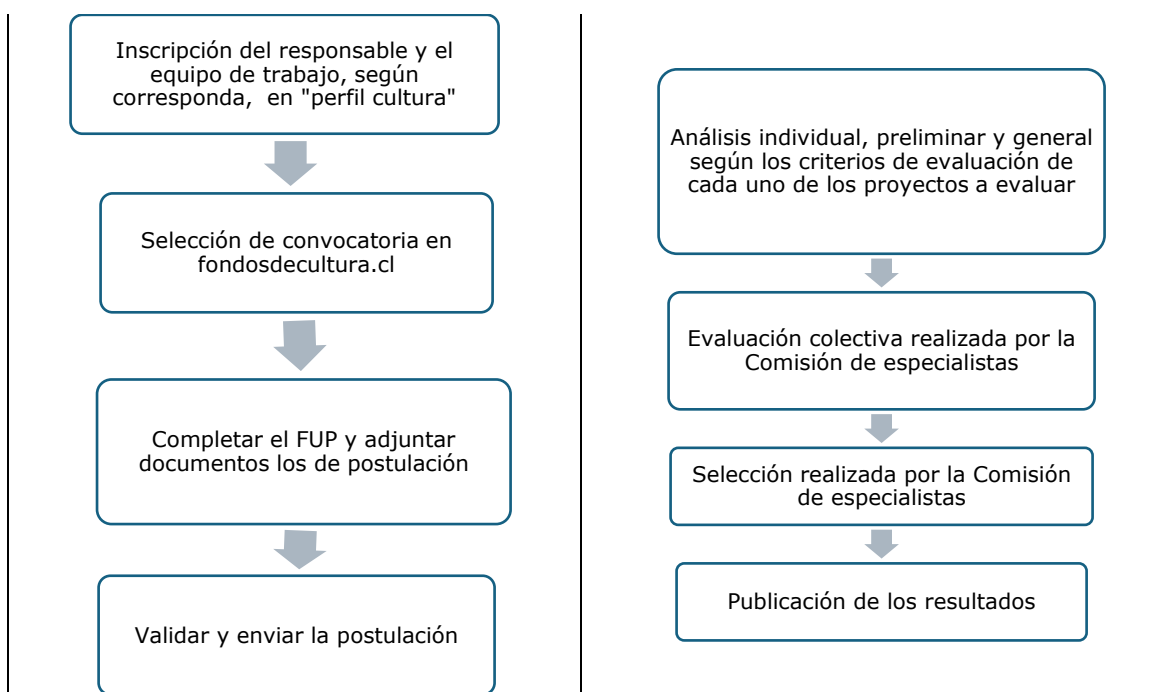 Inscripción del responsable y el
equipo de trabajo, según
corresponda, en "perfil cultura"
Selección de convocatoria en
fondosdecultura.cl
Completar el FUP y adjuntar
documentos los de postulación
Validar y enviar la postulación
Análisis individual, preliminar y general
según los criterios de evaluación de
cada uno de los proyectos a evaluar
Evaluación colectiva realizada por la
Comisión de especialistas
Selección realizada por la Comisión
de especialistas
Publicación de los resultados